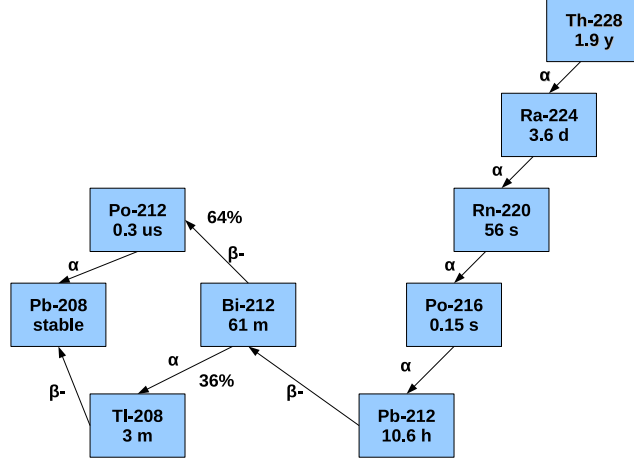 Th-228
1.9 y
α
Ra-224
3.6 d
α
Rn-220
56 s
α
Po-216
0.15 s
α
Pb-212
10.6 h
β-
Bi-212
61 m
64%
β-
Po-212
0.3 us
α
Pb-208
stable
α
36%
Tl-208
3 m
β-